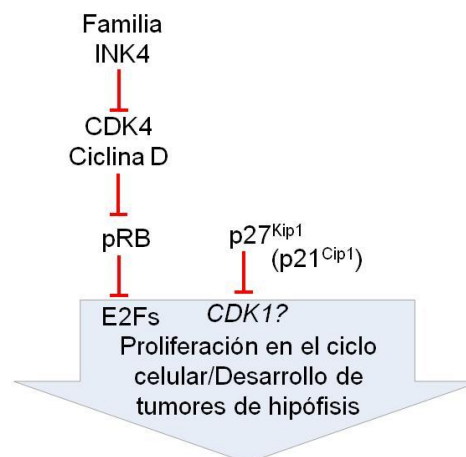 Familia
INK4
CDK4
Ciclina D
pRB
p27Kip1
(p21Cip1)
E2Fs
CDK1?
Proliferación en el ciclo
celular/Desarrollo de
tumores de hipófisis